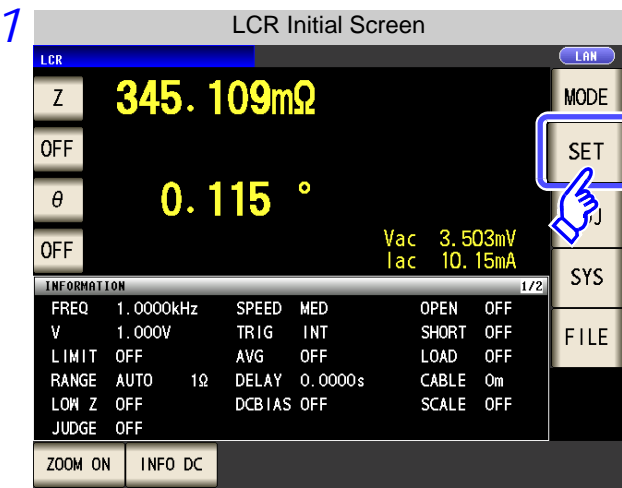 1
LCR Initial Screen
LCR
LAN
Z 345.109mΩ
MODE
OFF
SET
θ 0.115 °
OFF
Vac 3.503mV
Iac 10.15mA
SYS
INFORMATION 1/2
FREQ 1.0000kHz SPEED MED OPEN OFF
V 1.000V TRIG INT SHORT OFF
FILE
LIMIT OFF AVG OFF LOAD OFF
RANGE AUTO 1Ω DELAY 0.0000s CABLE 0m
LOW Z OFF DCBIAS OFF SCALE OFF
JUDGE OFF
ZOOM ON INFO DC